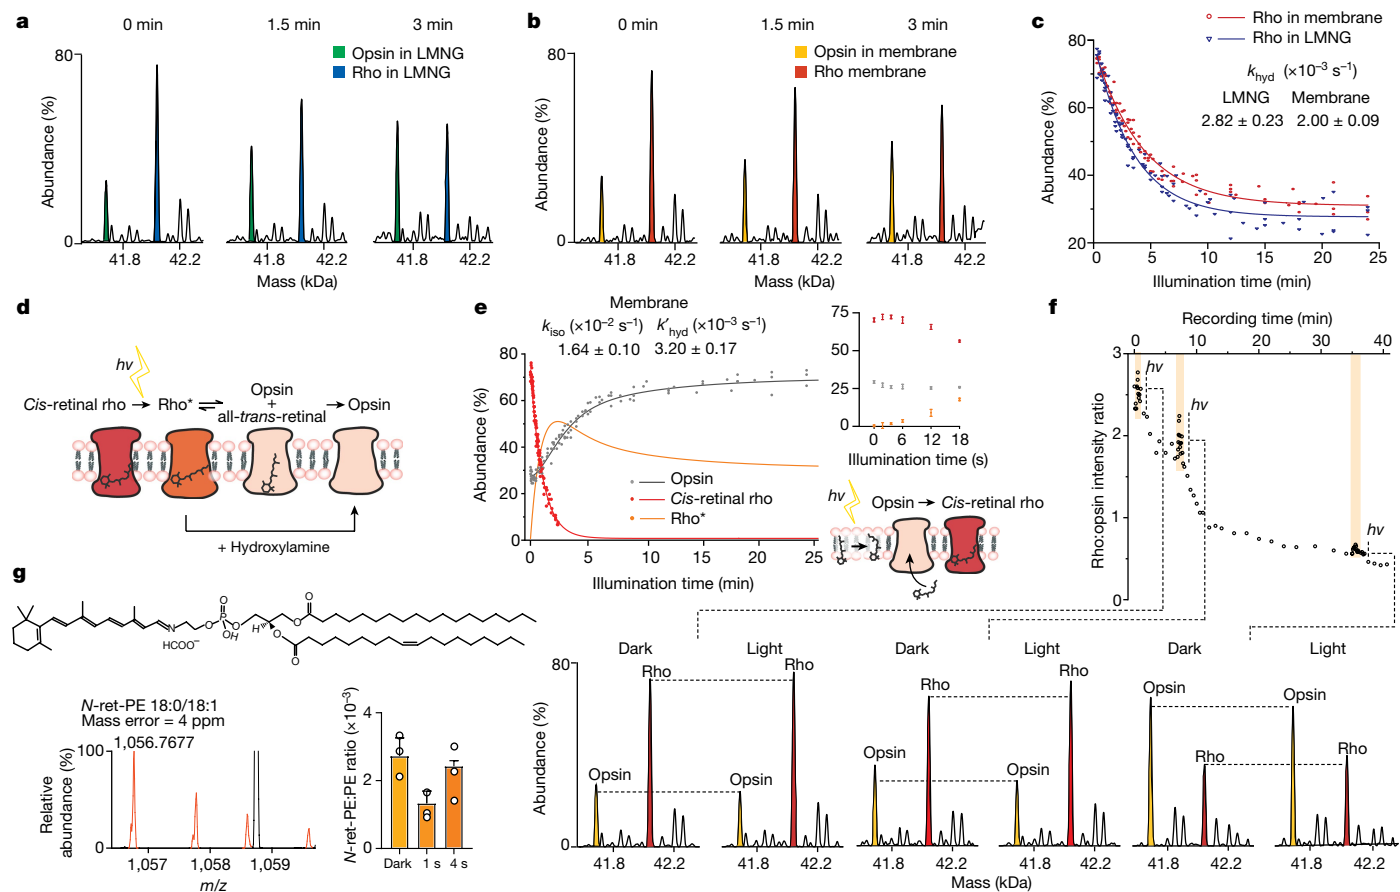 a
0 min
1.5 min
3 min
Opsin in LMNG
Rho in LMNG
80
0
Abundance (%)
41.8 42.2
41.8 42.2
41.8 42.2
Mass (kDa)
b
0 min
1.5 min
3 min
Opsin in membrane
Rho membrane
80
0
Abundance (%)
41.8 42.2
41.8 42.2
41.8 42.2
Mass (kDa)
c
Rho in membrane
Rho in LMNG
khyd (×10–3 s–1)
LMNG Membrane
2.82 ± 0.23 2.00 ± 0.09
80
60
40
20
Abundance (%)
0 5 10 15 20 25
Illumination time (min)
d
hv
Cis-retinal rho
Rho*
Opsin
+
all-trans-retinal
Opsin
+ Hydroxylamine
e
Membrane
kiso (×10–2 s–1) k′hyd (×10–3 s–1)
1.64 ± 0.10 3.20 ± 0.17
80
60
40
20
0
Abundance (%)
Opsin
Cis-retinal rho
Rho*
0 5 10 15 20 25
Illumination time (min)
75
50
25
0
0 6 12 18
Illumination time (s)
hv
Opsin
Cis-retinal rho
f
Recording time (min)
0 10 20 30 40
3
2
1
0
Rho:opsin intensity ratio
hv
hv
hv
Dark
Light
Dark
Light
Dark
Light
80
0
Abundance (%)
Opsin
Rho
Opsin
Rho
Opsin
Rho
Opsin
Rho
Opsin
Rho
Opsin
Rho
41.8 42.2
41.8 42.2
41.8 42.2
41.8 42.2
41.8 42.2
41.8 42.2
Mass (kDa)
g
N
HCOO–
O
P
O
OH
O
H
O
O
O
O
N-ret-PE 18:0/18:1
Mass error = 4 ppm
1,056.7677
100
0
Relative
abundance (%)
1,057 1,058 1,059
m/z
N-ret-PE:PE ratio (×10–3)
4
2
0
Dark 1 s 4 s